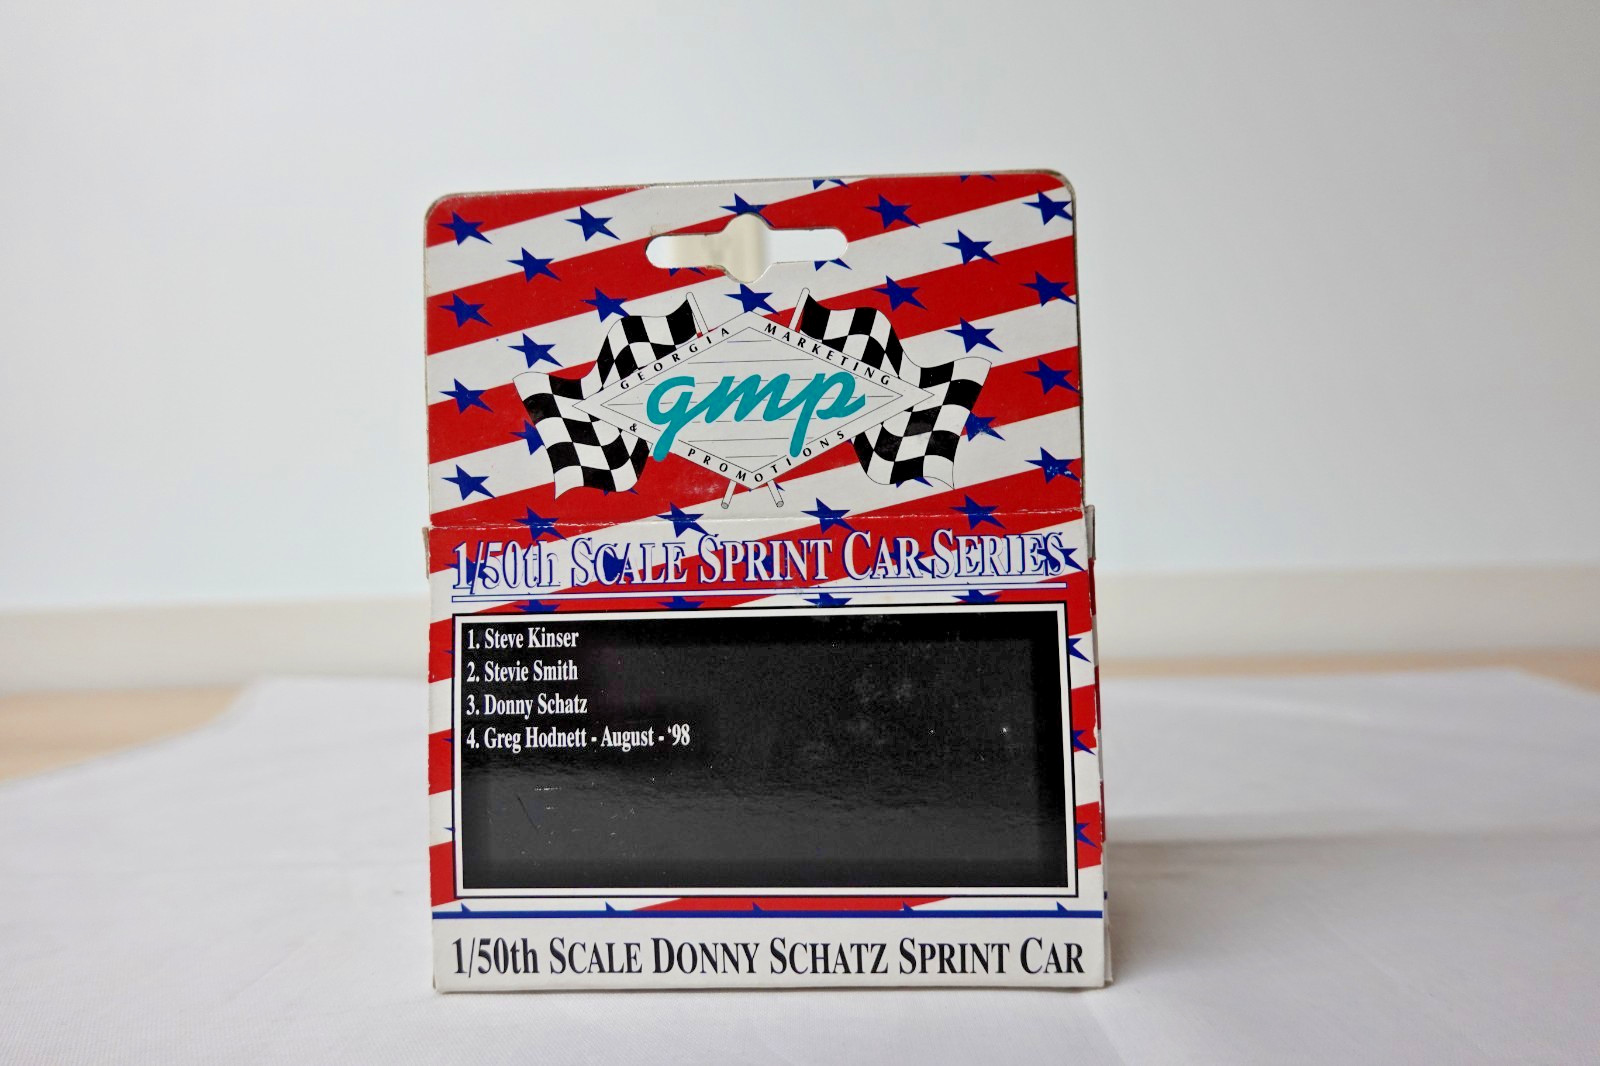 GEORGIA MARKETING
gmp
& PROMOTIONS
1/50th SCALE SPRINT CAR SERIES
1. Steve Kinser
2. Stevie Smith
3. Donny Schatz
4. Greg Hodnett - August - ‘98
1/50th SCALE DONNY SCHATZ SPRINT CAR